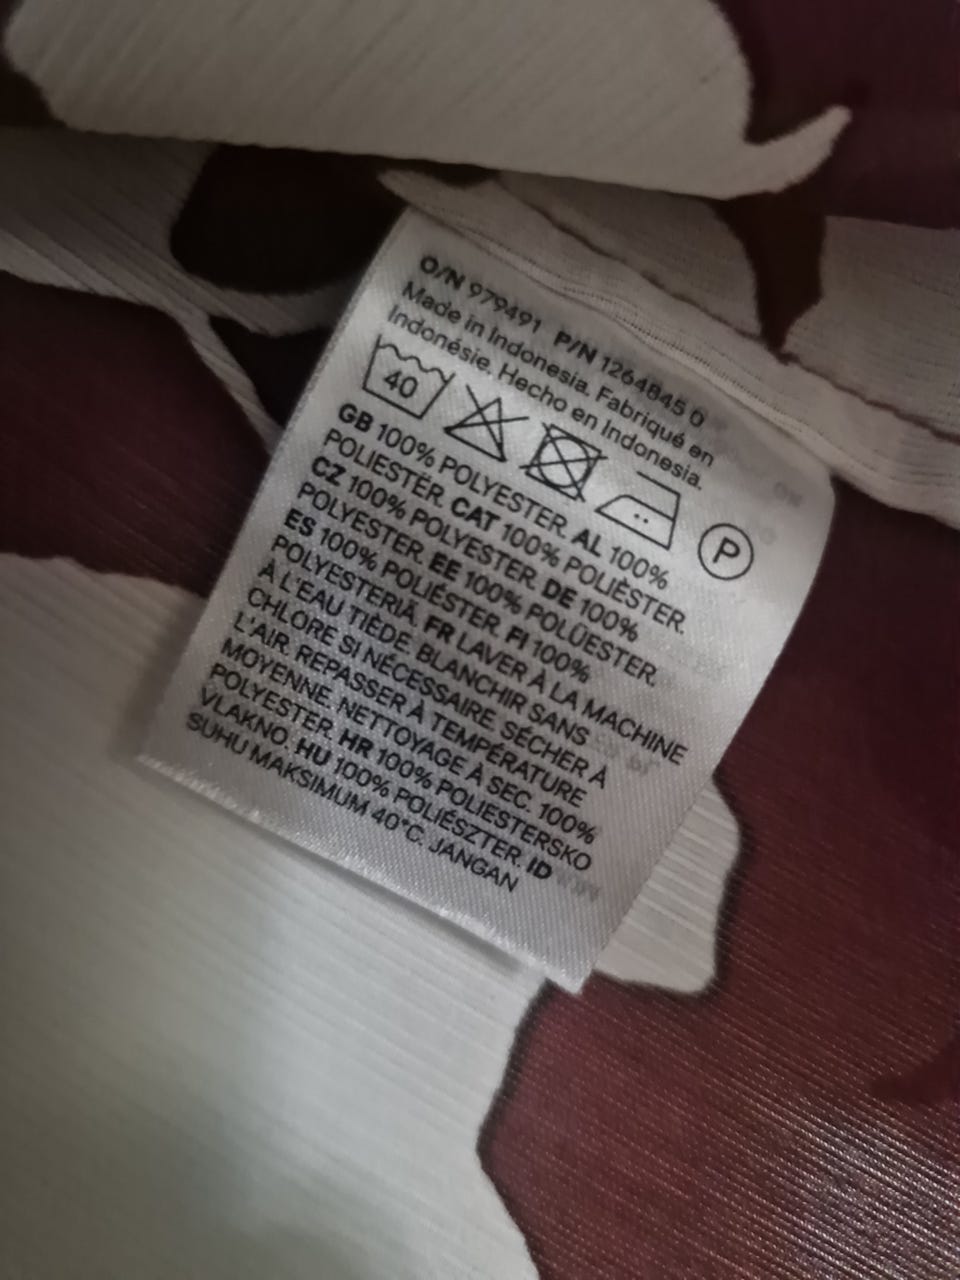 O/N 979491 P/N 1264845 0
Made in Indonesia. Fabriqué en
Indonésie. Hecho en Indonesia.
40
P
GB 100% POLYESTER. AL 100%
POLIESTËR. CAT 100% POLIÈSTER.
CZ 100% POLYESTER. DE 100%
POLYESTER. EE 100% POLÜESTER.
ES 100% POLIÉSTER. FI 100%
POLYESTERIÄ. FR LAVER À LA MACHINE
À L'EAU TIÈDE. BLANCHIR SANS
CHLORE SI NÉCESSAIRE. SÉCHER À
L'AIR. REPASSER À TEMPÉRATURE
MOYENNE. NETTOYAGE À SEC. 100%
POLYESTER. HR 100% POLIESTERSKO
VLAKNO. HU 100% POLIÉSZTER. ID
SUHU MAKSIMUM 40°C. JANGAN